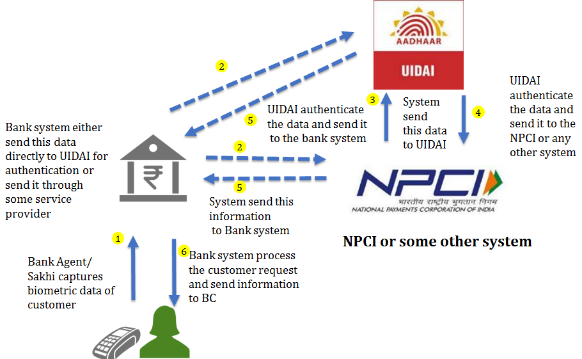 AADHAAR
UIDAI
2
5
UIDAI authenticate
the data and send it
to the bank system
3
System
send
this data
to UIDAI
4
UIDAI
authenticate
the data and
send it to the
NPCI or any
other system
Bank system either
send this data
directly to UIDAI for
authentication or
send it through
some service
provider
₹
2
5
System send this
information
to Bank system
NPCI
भारतीय राष्ट्रीय भुगतान निगम
NATIONAL PAYMENTS CORPORATION OF INDIA
NPCI or some other system
1
Bank Agent/
Sakhi captures
biometric data of
customer
6
Bank system process
the customer request
and send information
to BC